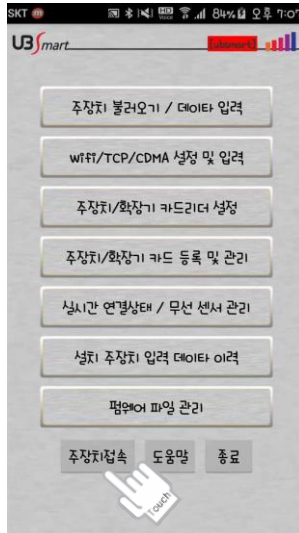 SKT 84% 오후 7:07
U3Smart
[ubsmart]
주장치 불러오기 / 데이타 입력
wifi/TCP/CDMA 설정 및 입력
주장치/확장기 카드리더 설정
주장치/확장기 카드 등록 및 관리
실시간 연결상태 / 무선 센서 관리
설치 주장치 입력 데이타 이력
펌웨어 파일 관리
주장치접속 도움말 종료
Touch